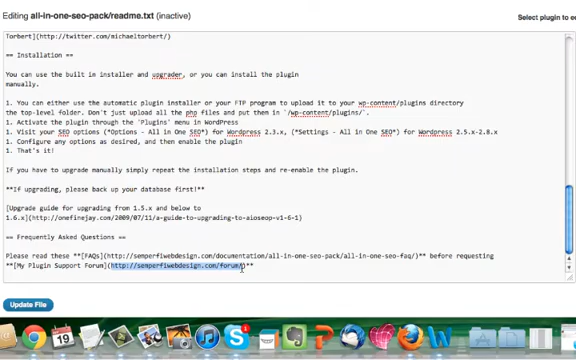 Editing all-in-one-seo-pack/readme.txt (inactive)
Select plugin to e
Torbert](http://twitter.com/michaeltorbert/)
== Installation ==
You can use the built in installer and upgrader, or you can install the plugin
manually.
1. You can either use the automatic plugin installer or your FTP program to upload it to your wp-content/plugins directory
the top-level folder. Don't just upload all the php files and put them in `/wp-content/plugins/`.
1. Activate the plugin through the 'Plugins' menu in WordPress
1. Visit your SEO options (*Options - All in One SEO*) for Wordpress 2.3.x, (*Settings - All in One SEO*) for Wordpress 2.5.x-2.8.x
1. Configure any options as desired, and then enable the plugin
1. That's it!
If you have to upgrade manually simply repeat the installation steps and re-enable the plugin.
**If upgrading, please back up your database first!**
[Upgrade guide for upgrading from 1.5.x and below to
1.6.x](http://onefinejay.com/2009/07/11/a-guide-to-upgrading-to-aioseop-v1-6)
== Frequently Asked Questions ==
Please read these **[FAQs](http://semperfiwebdesign.com/documentation/all-in-one-seo-pack/all-in-one-seo-faq/)** before requesting
**[My Plugin Support Forum](http://semperfiwebdesign.com/forum/)**
Update File
19
1